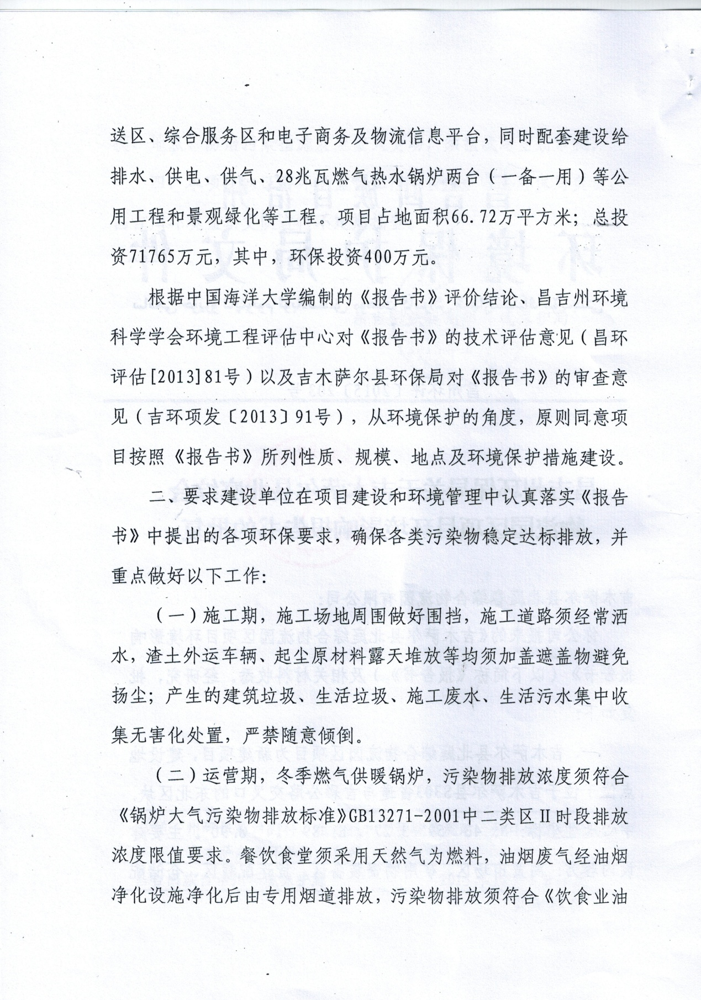 送区、综合服务区和电子商务及物流信息平台，同时配套建设给
排水、供电、供气、28兆瓦燃气热水锅炉两台（一备一用）等公
用工程和景观绿化等工程。项目占地面积66.72万平方米；总投
资71765万元，其中，环保投资400万元。
根据中国海洋大学编制的《报告书》评价结论、昌吉州环境
科学学会环境工程评估中心对《报告书》的技术评估意见（昌环
评估[2013]81号）以及吉木萨尔县环保局对《报告书》的审查意
见（吉环项发〔2013〕91号），从环境保护的角度，原则同意项
目按照《报告书》所列性质、规模、地点及环境保护措施建设。
二、要求建设单位在项目建设和环境管理中认真落实《报告
书》中提出的各项环保要求，确保各类污染物稳定达标排放，并
重点做好以下工作：
（一）施工期，施工场地周围做好围挡，施工道路须经常洒
水，渣土外运车辆、起尘原材料露天堆放等均须加盖遮盖物避免
扬尘；产生的建筑垃圾、生活垃圾、施工废水、生活污水集中收
集无害化处置，严禁随意倾倒。
（二）运营期，冬季燃气供暖锅炉，污染物排放浓度须符合
《锅炉大气污染物排放标准》GB13271-2001中二类区Ⅱ时段排放
浓度限值要求。餐饮食堂须采用天然气为燃料，油烟废气经油烟
净化设施净化后由专用烟道排放，污染物排放须符合《饮食业油